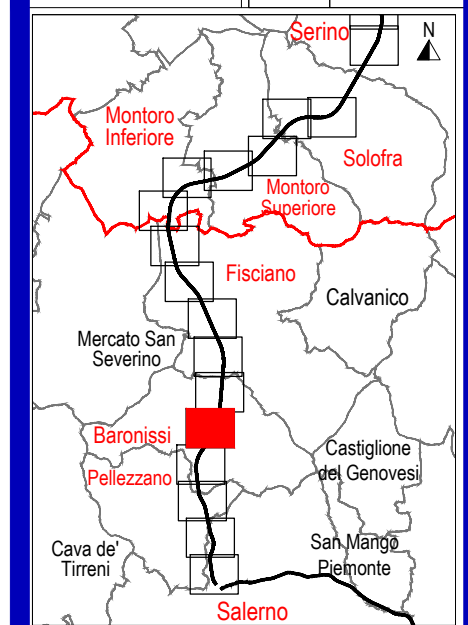 Serino
N
Montoro
Inferiore
Solofra
Montoro
Superiore
Fisciano
Calvanico
Mercato San
Severino
Baronissi
Castiglione
del Genovesi
Pellezzano
Cava de'
Tirreni
San Mango
Piemonte
Salerno